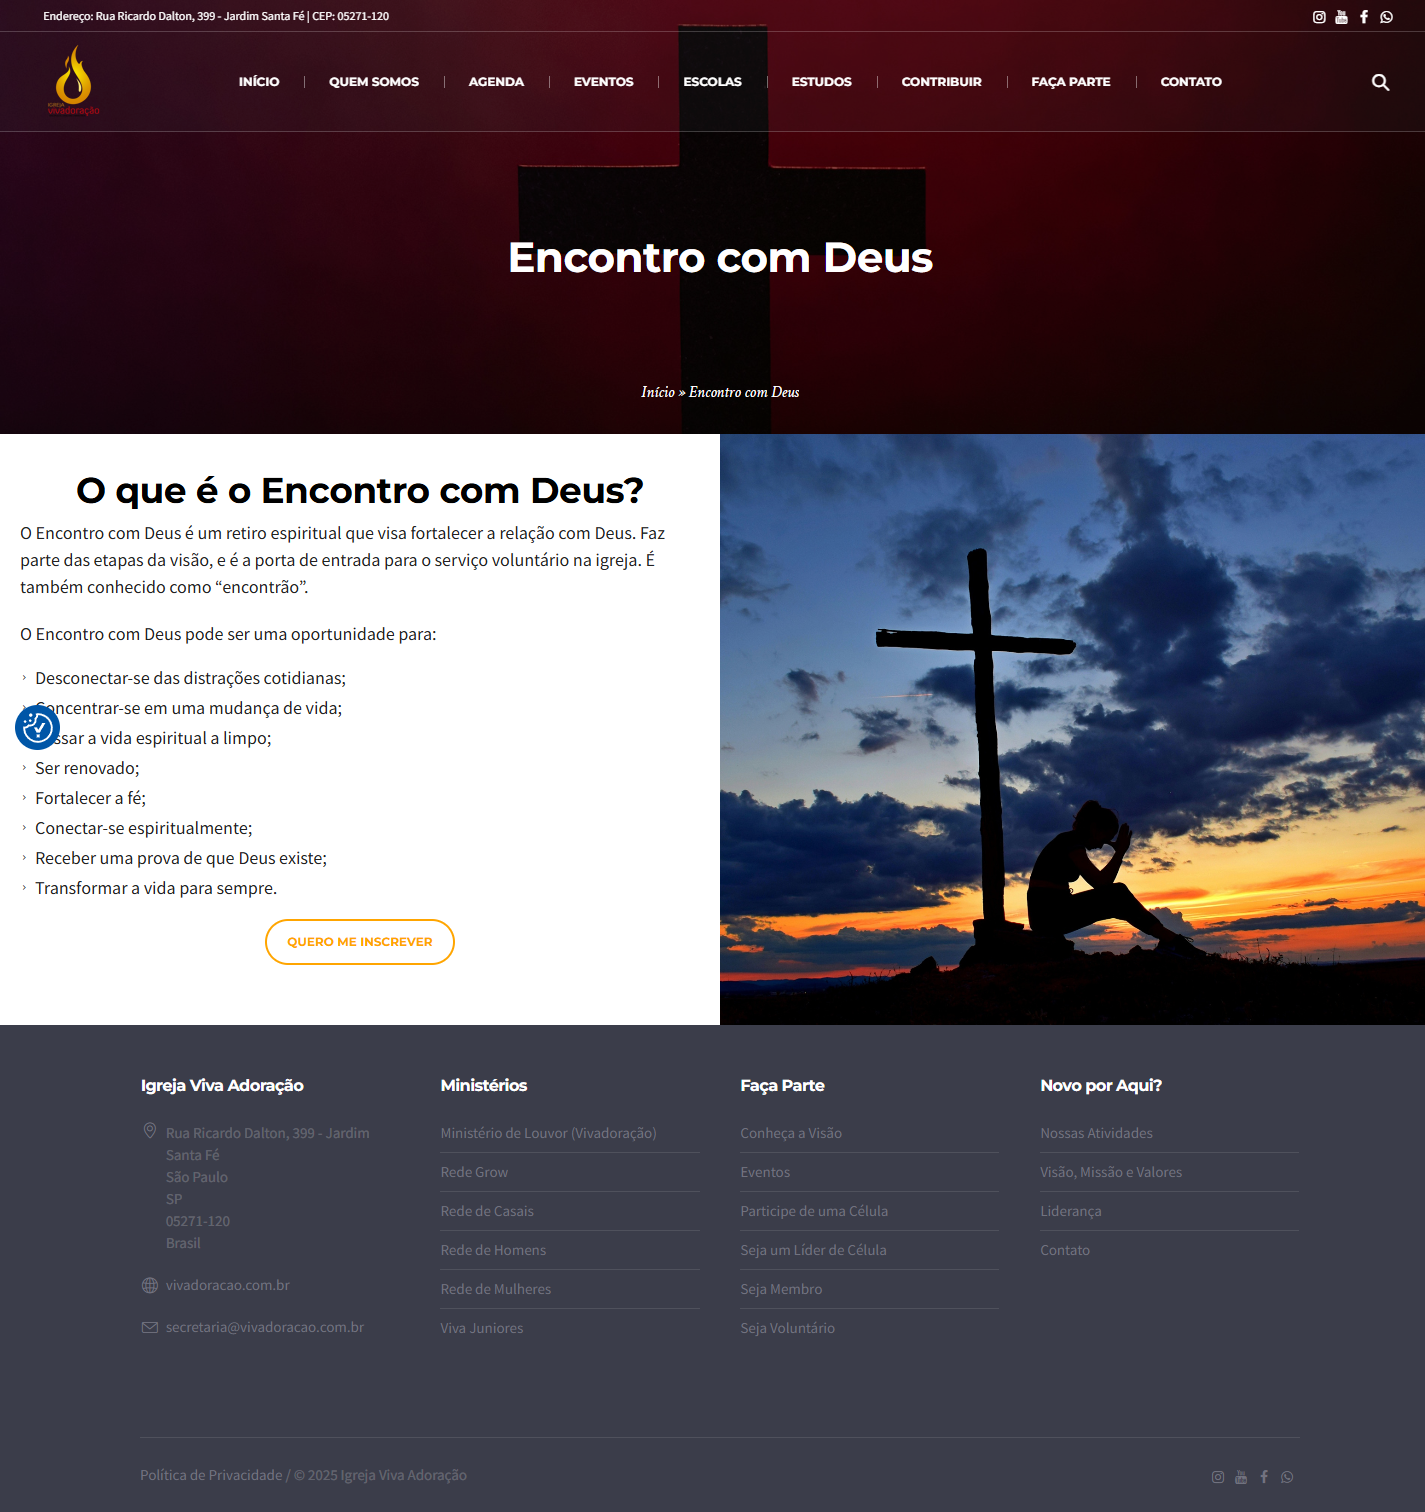 Endereço: Rua Ricardo Dalton, 399 - Jardim Santa Fé | CEP: 05271-120
IGREJA
vivadoração
INÍCIO
QUEM SOMOS
AGENDA
EVENTOS
ESCOLAS
ESTUDOS
CONTRIBUIR
FAÇA PARTE
CONTATO
Encontro com Deus
Início » Encontro com Deus
O que é o Encontro com Deus?
O Encontro com Deus é um retiro espiritual que visa fortalecer a relação com Deus. Faz
parte das etapas da visão, e é a porta de entrada para o serviço voluntário na igreja. É
também conhecido como “encontrão”.
O Encontro com Deus pode ser uma oportunidade para:
Desconectar-se das distrações cotidianas;
Concentrar-se em uma mudança de vida;
a vida espiritual a limpo;
Ser renovado;
Fortalecer a fé;
Conectar-se espiritualmente;
Receber uma prova de que Deus existe;
Transformar a vida para sempre.
QUERO ME INSCREVER
Igreja Viva Adoração
Rua Ricardo Dalton, 399 - Jardim
Santa Fé
São Paulo
SP
05271-120
Brasil
vivadoracao.com.br
secretaria@vivadoracao.com.br
Ministérios
Ministério de Louvor (Vivadoração)
Rede Grow
Rede de Casais
Rede de Homens
Rede de Mulheres
Viva Juniores
Faça Parte
Conheça a Visão
Eventos
Participe de uma Célula
Seja um Líder de Célula
Seja Membro
Seja Voluntário
Novo por Aqui?
Nossas Atividades
Visão, Missão e Valores
Liderança
Contato
Política de Privacidade / © 2025 Igreja Viva Adoração